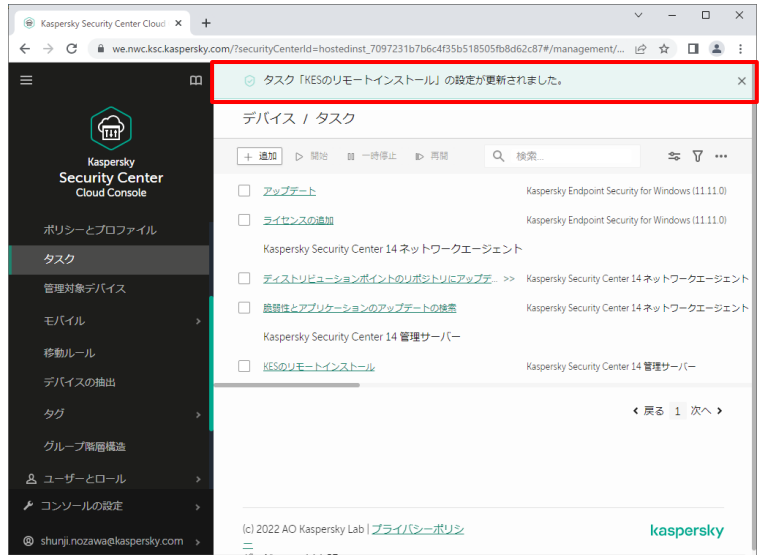 Kaspersky Security Center Cloud
we.nwc.ksc.kaspersky.com/?securityCenterId=hostedinst_7097231b7b6c4f35b518505fb8d62c87#/management/...
タスク「KESのリモートインストール」の設定が更新されました。
Kaspersky
Security Center
Cloud Console
ポリシーとプロファイル
タスク
管理対象デバイス
モバイル
移動ルール
デバイスの抽出
タグ
グループ階層構造
ユーザーとロール
コンソールの設定
shunji.nozawa@kaspersky.com
デバイス / タスク
追加 開始 一時停止 再開 検索...
アップデート Kaspersky Endpoint Security for Windows (11.11.0)
ライセンスの追加 Kaspersky Endpoint Security for Windows (11.11.0)
Kaspersky Security Center 14 ネットワークエージェント
ディストリビューションポイントのリポジトリにアップデ... >> Kaspersky Security Center 14 ネットワークエージェント
脆弱性とアプリケーションのアップデートの検索 Kaspersky Security Center 14 ネットワークエージェント
Kaspersky Security Center 14 管理サーバー
KESのリモートインストール Kaspersky Security Center 14 管理サーバー
戻る 1 次へ
(c) 2022 AO Kaspersky Lab | プライバシーポリシ
ー
kaspersky